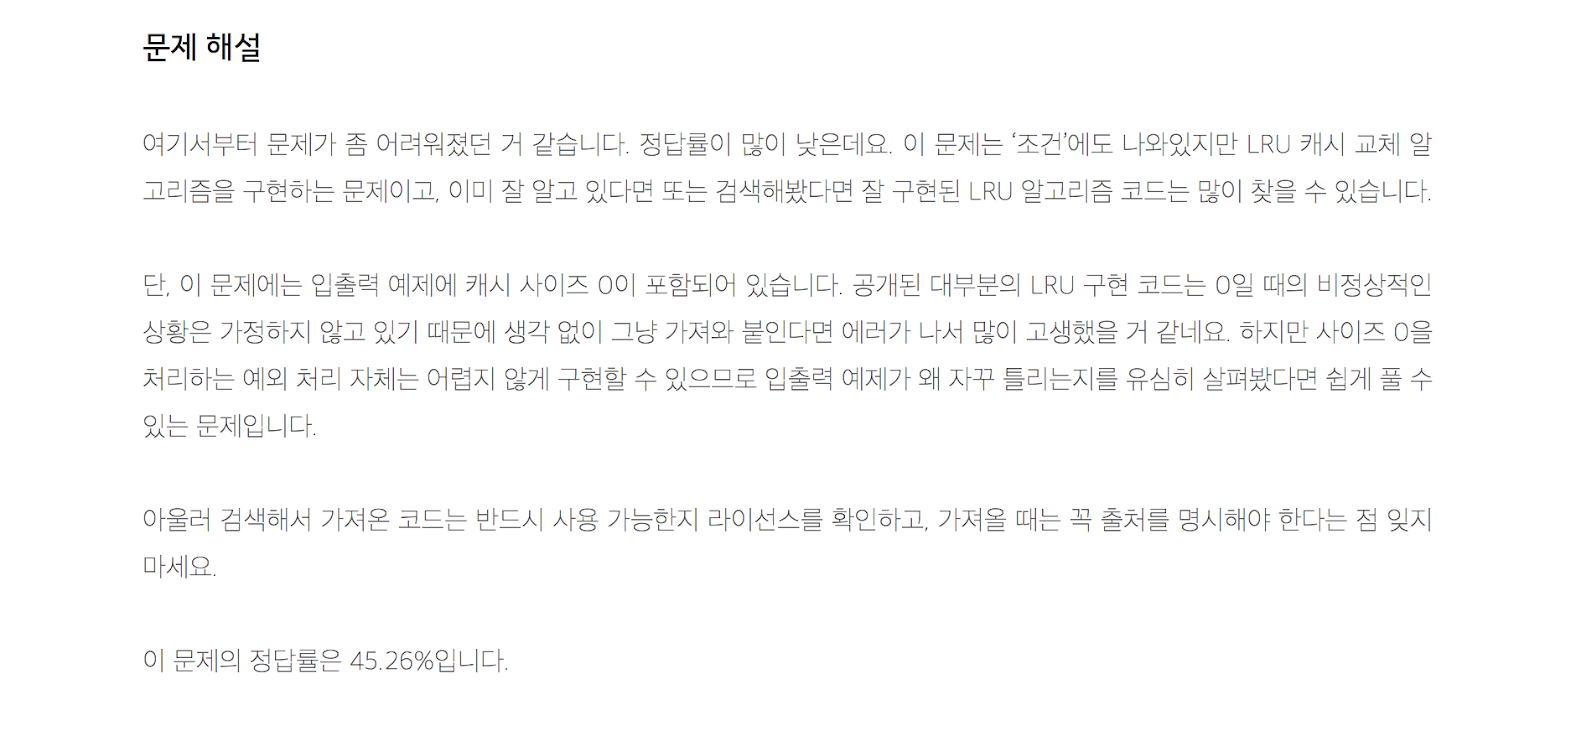 문제 해설
여기서부터 문제가 좀 어려워졌던 거 같습니다. 정답률이 많이 낮은데요. 이 문제는 ‘조건’에도 나와있지만 LRU 캐시 교체 알
고리즘을 구현하는 문제이고, 이미 잘 알고 있다면 또는 검색해봤다면 잘 구현된 LRU 알고리즘 코드는 많이 찾을 수 있습니다.
단, 이 문제에는 입출력 예제에 캐시 사이즈 0이 포함되어 있습니다. 공개된 대부분의 LRU 구현 코드는 0일 때의 비정상적인
상황은 가정하지 않고 있기 때문에 생각 없이 그냥 가져와 붙인다면 에러가 나서 많이 고생했을 거 같네요. 하지만 사이즈 0을
처리하는 예외 처리 자체는 어렵지 않게 구현할 수 있으므로 입출력 예제가 왜 자꾸 틀리는지를 유심히 살펴봤다면 쉽게 풀 수
있는 문제입니다.
아울러 검색해서 가져온 코드는 반드시 사용 가능한지 라이선스를 확인하고, 가져올 때는 꼭 출처를 명시해야 한다는 점 잊지
마세요.
이 문제의 정답률은 45.26%입니다.